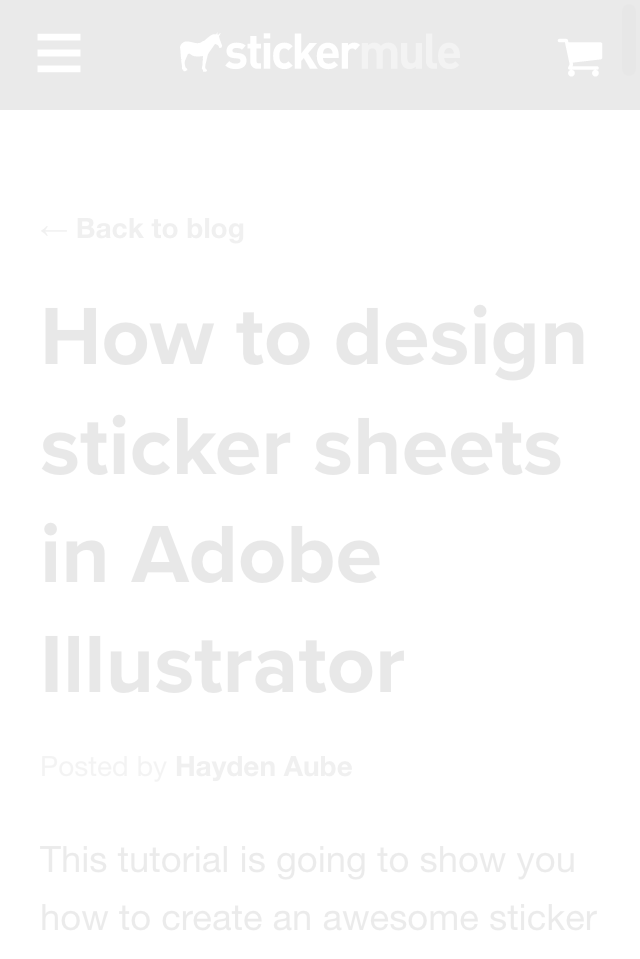 stickermule
← Back to blog
How to design
sticker sheets
in Adobe
Illustrator
Posted by Hayden Aube
This tutorial is going to show you
how to create an awesome sticker